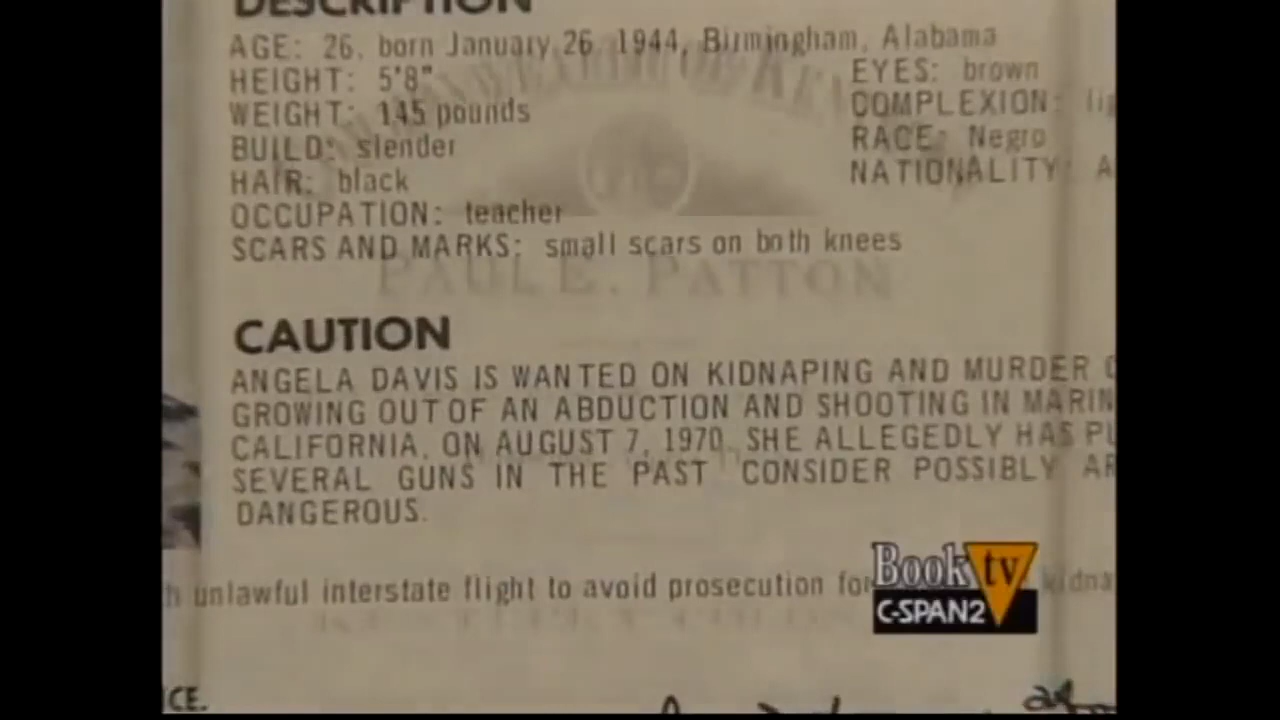 DESCRIPTION
AGE: 26, born January 26, 1944, Birmingham, Alabama
HEIGHT: 5'8"
EYES: brown
WEIGHT: 145 pounds
COMPLEXION:
BUILD: slender
RACE: Negro
HAIR: black
NATIONALITY:
OCCUPATION: teacher
SCARS AND MARKS: small scars on both knees
PAUL E. PATTON
CAUTION
ANGELA DAVIS IS WANTED ON KIDNAPING AND MURDER
GROWING OUT OF AN ABDUCTION AND SHOOTING IN MARIN
CALIFORNIA, ON AUGUST 7, 1970. SHE ALLEGEDLY HAS
SEVERAL GUNS IN THE PAST. CONSIDER POSSIBLY
DANGEROUS.
unlawful interstate flight to avoid prosecution for
Book tv
C-SPAN2